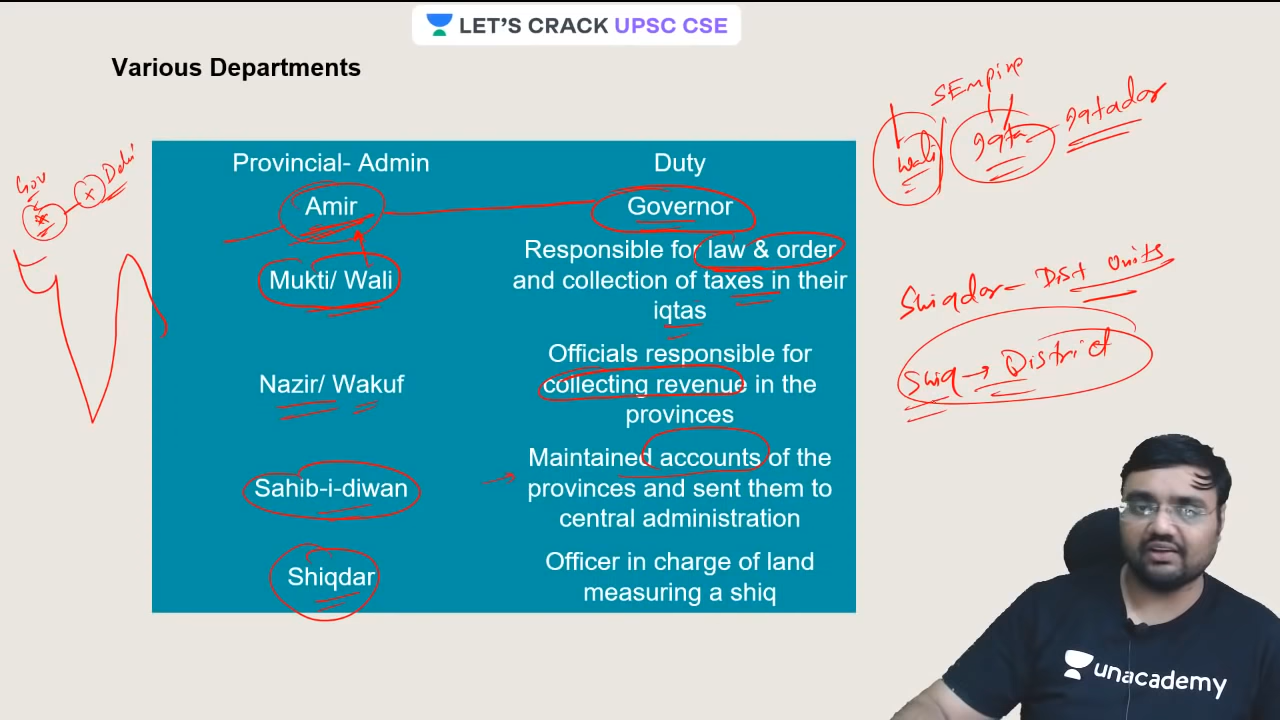 LET'S CRACK UPSC CSE
Various Departments
Provincial- Admin
Duty
Amir
Governor
Mukti/ Wali
Responsible for law & order
and collection of taxes in their
iqtas
Nazir/ Wakuf
Officials responsible for
collecting revenue in the
provinces
Sahib-i-diwan
Maintained accounts of the
provinces and sent them to
central administration
Shiqdar
Officer in charge of land
measuring a shiq
Gov
Delhi
SEmpire
wali
Iqta
Iqtador
Shiqdar - Dist Units
Shiq → District
unacademy